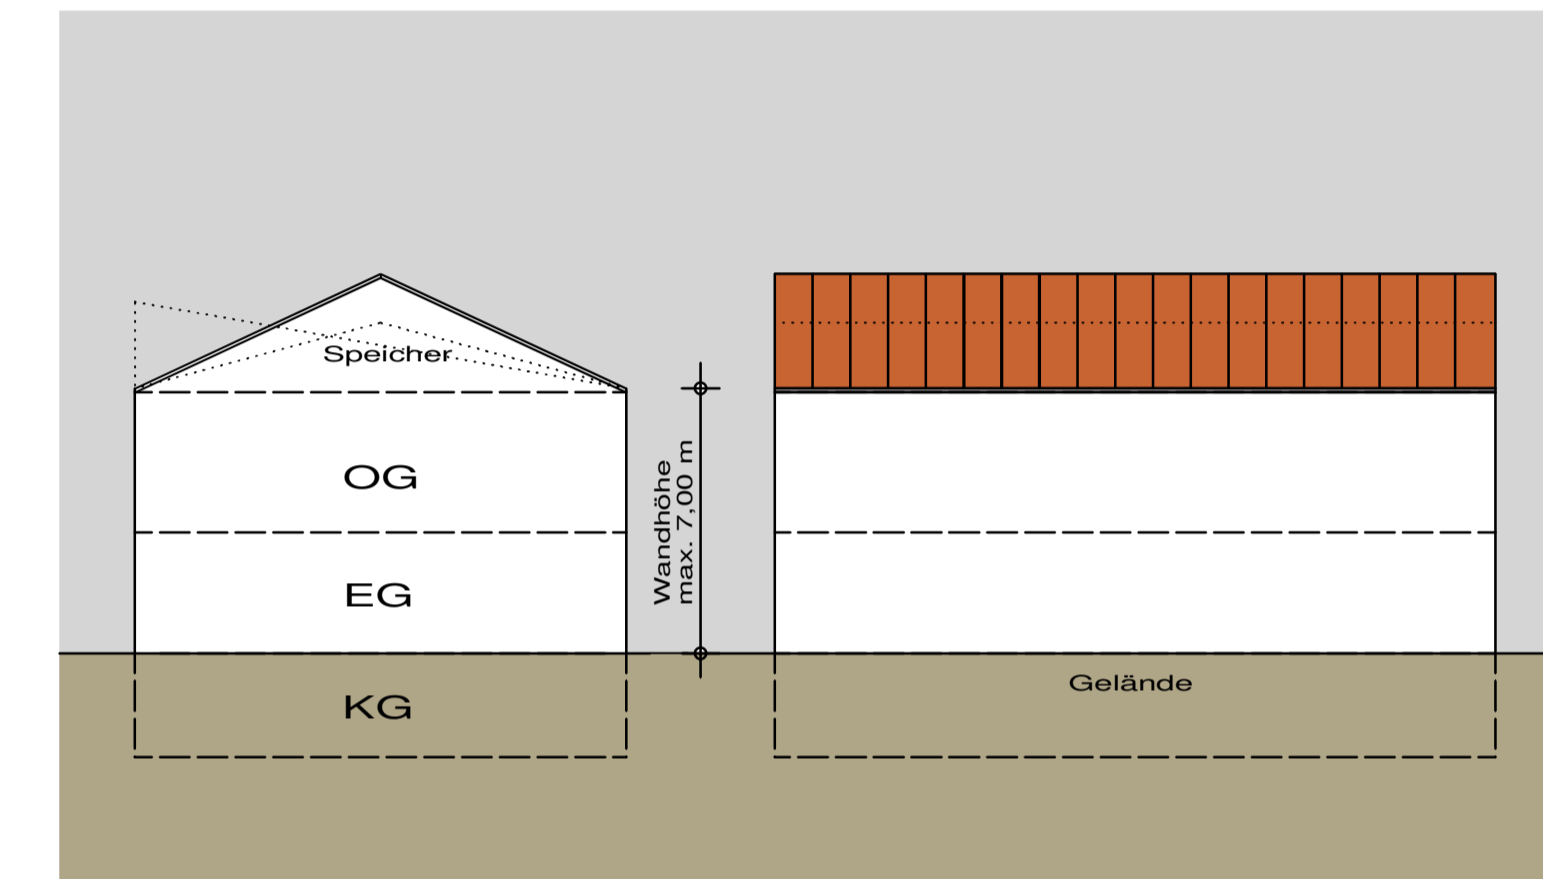 Speicher
OG
EG
KG
Wandhöhe
max. 7,00 m
Gelände